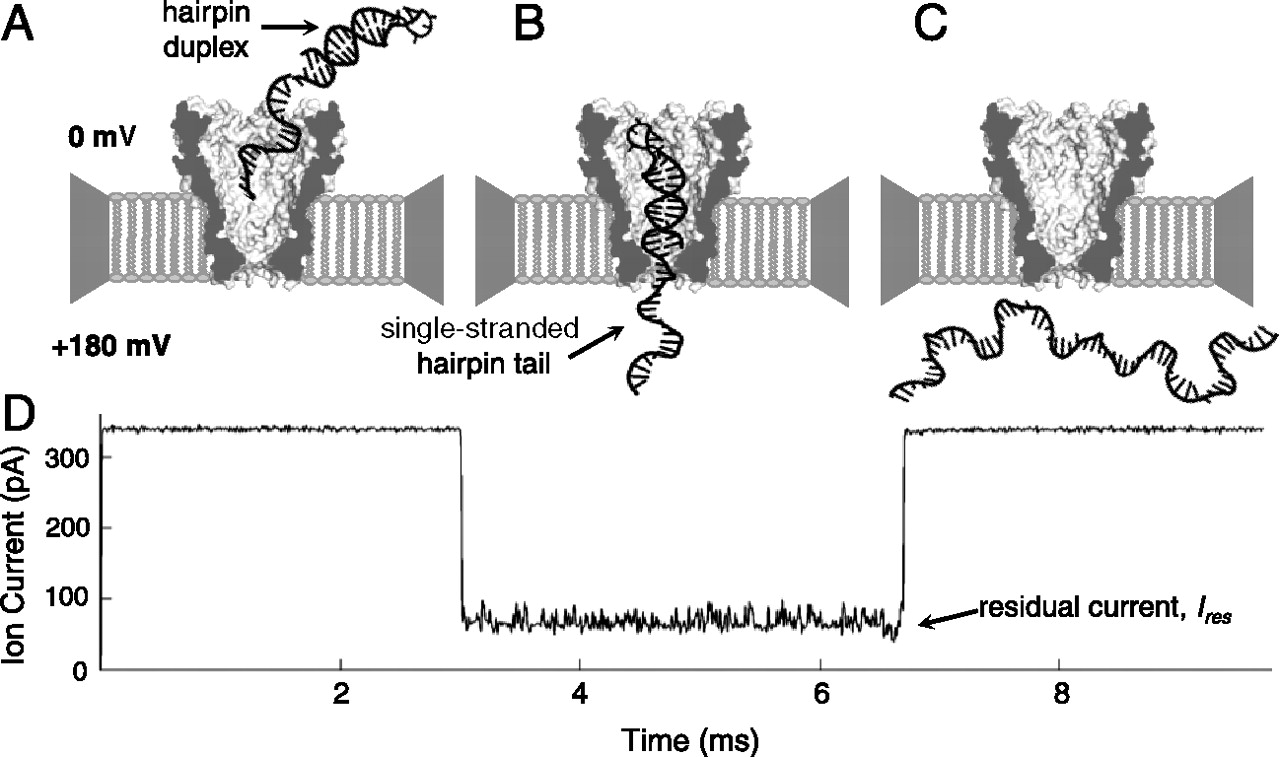 A
hairpin
duplex
B
C
0 mV
+180 mV
single-stranded
hairpin tail
D
Ion Current (pA)
300
200
100
0
residual current, Ires
2
4
6
8
Time (ms)